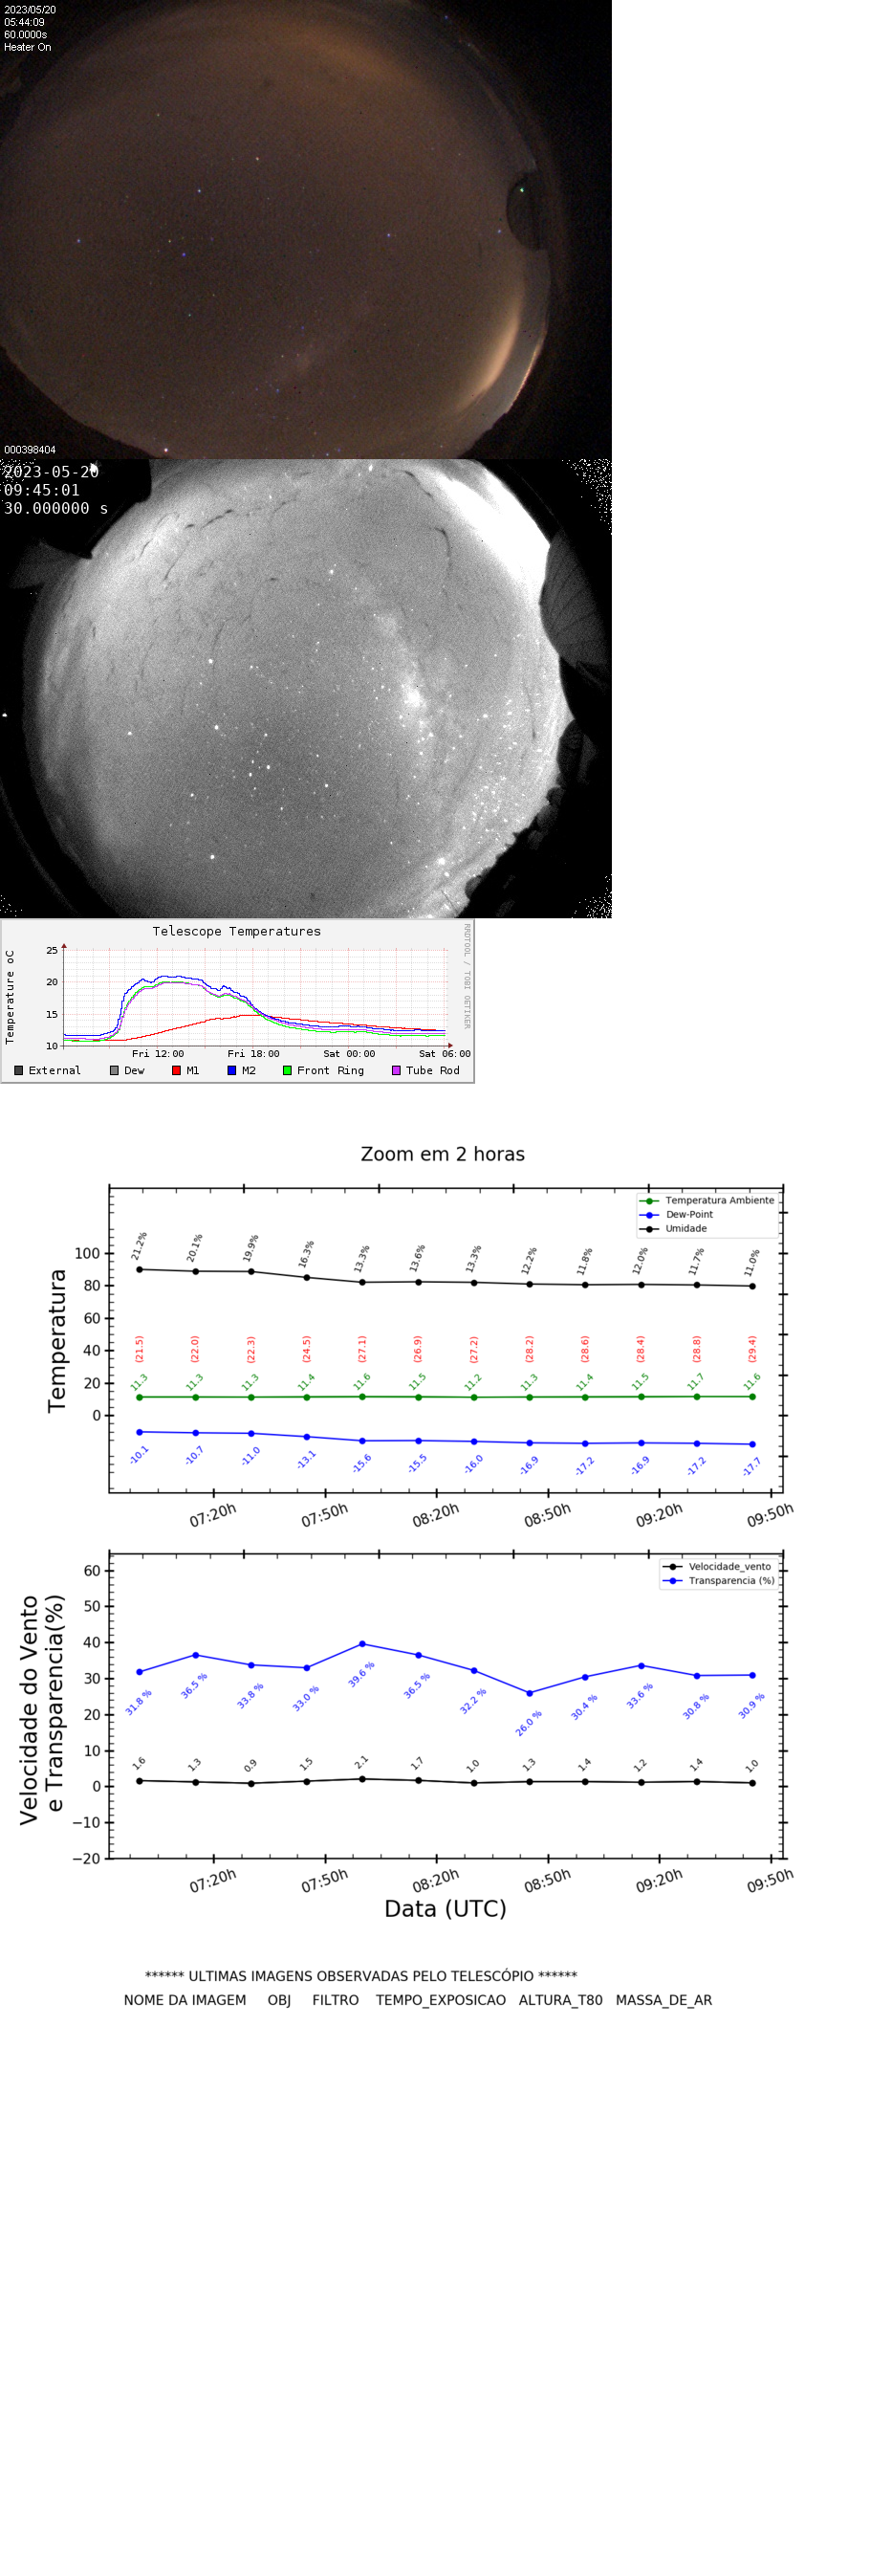 2023/05/20
05:44:09
60.0000s
Heater On
000398404
2023-05-20
09:45:01
30.000000 s
Telescope Temperatures
RRDTOOL / TOBI OETIKER
Temperature oC
25
20
15
10
Fri 12:00 Fri 18:00 Sat 00:00 Sat 06:00
External Dew M1 M2 Front Ring Tube Rod
Zoom em 2 horas
Temperatura Ambiente
Dew-Point
Umidade
Temperatura
100
80
60
40
20
0
21.2% 20.1% 19.9% 16.3% 13.3% 13.6% 13.3% 12.2% 11.8% 12.0% 11.7% 11.0%
(21.5) (22.0) (22.3) (24.5) (27.1) (26.9) (27.2) (28.2) (28.6) (28.4) (28.8) (29.4)
11.3 11.3 11.3 11.4 11.6 11.5 11.2 11.3 11.4 11.5 11.7 11.6
-10.1 -10.7 -11.0 -13.1 -15.6 -15.5 -16.0 -16.9 -17.2 -16.9 -17.2 -17.7
07:20h 07:50h 08:20h 08:50h 09:20h 09:50h
Velocidade_vento
Transparencia (%)
Velocidade do Vento
e Transparencia(%)
60
50
40
30
20
10
0
−10
−20
31.8 % 36.5 % 33.8 % 33.0 % 39.6 % 36.5 % 32.2 % 26.0 % 30.4 % 33.6 % 30.8 % 30.9 %
1.6 1.3 0.9 1.5 2.1 1.7 1.0 1.3 1.4 1.2 1.4 1.0
07:20h 07:50h 08:20h 08:50h 09:20h 09:50h
Data (UTC)
****** ULTIMAS IMAGENS OBSERVADAS PELO TELESCÓPIO ******
NOME DA IMAGEM OBJ FILTRO TEMPO_EXPOSICAO ALTURA_T80 MASSA_DE_AR